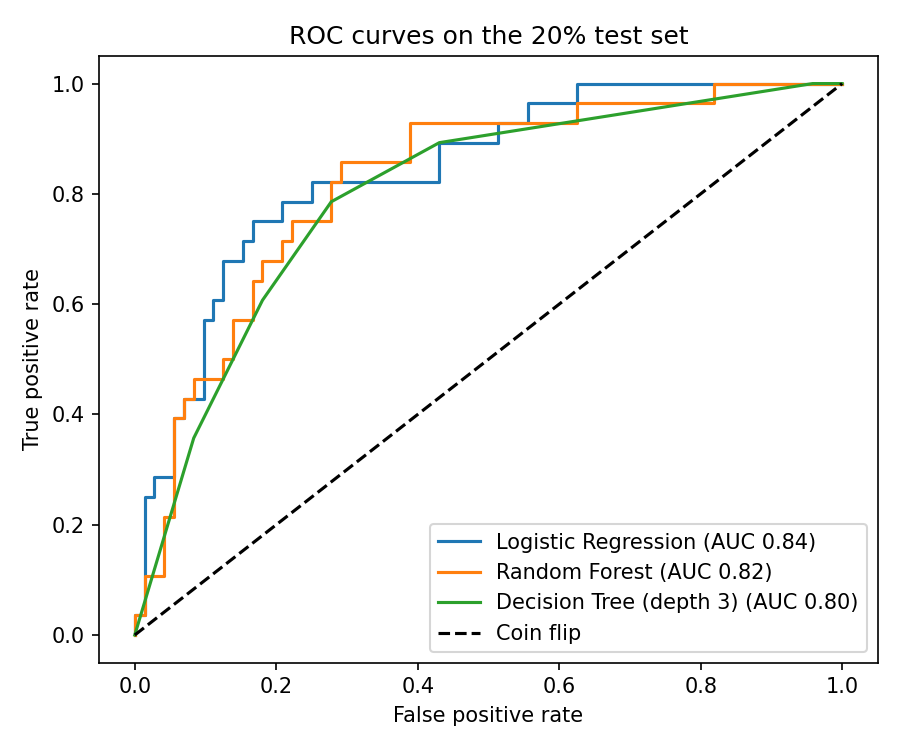 ROC curves on the 20% test set
True positive rate
1.0
0.8
0.6
0.4
0.2
0.0
Logistic Regression (AUC 0.84)
Random Forest (AUC 0.82)
Decision Tree (depth 3) (AUC 0.80)
Coin flip
0.0 0.2 0.4 0.6 0.8 1.0
False positive rate